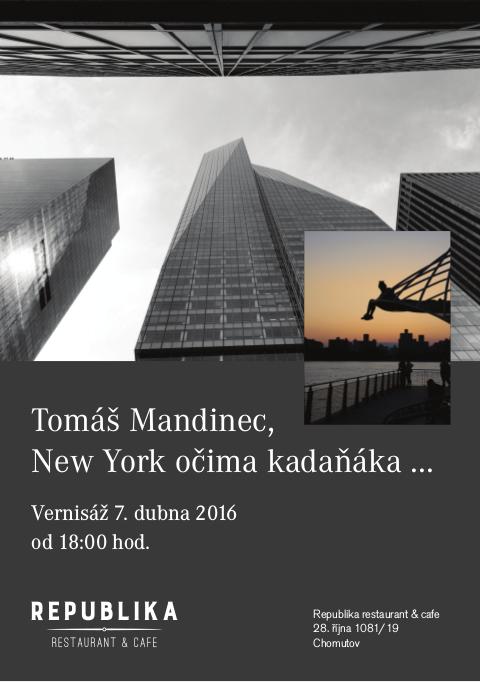 Tomáš Mandinec,
New York očima kadaňáka ...
Vernisáž 7. dubna 2016
od 18:00 hod.
REPUBLIKA
RESTAURANT & CAFE
Republika restaurant & cafe
28. října 1081/19
Chomutov